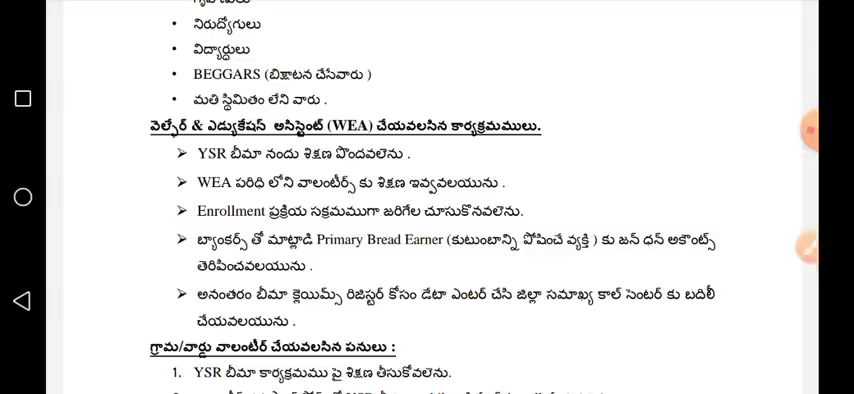 • నిరుద్యోగులు
• విద్యార్థులు
• BEGGARS (బిక్షాటన చేసేవారు )
• మతి స్థిమితం లేని వారు .
వెల్ఫేర్ & ఎడ్యుకేషన్ అసిస్టెంట్ (WEA) చేయవలసిన కార్యక్రమములు.
➢ YSR బీమా నందు శిక్షణ పొందవలెను .
➢ WEA పరిధి లోని వాలంటీర్స్ కు శిక్షణ ఇవ్వవలయును .
➢ Enrollment ప్రక్రియ సక్రమముగా జరిగేల చూసుకొనవలెను.
➢ బ్యాంకర్స్ తో మాట్లాడి Primary Bread Earner (కుటుంబాన్ని పోషించే వ్యక్తి ) కు జన్ ధన్ అకౌంట్స్
తెరిపించవలయును .
➢ అనంతరం బీమా క్లెయిమ్స్ రిజిస్టర్ కోసం డేటా ఎంటర్ చేసి జిల్లా సమాఖ్య కాల్ సెంటర్ కు బదిలీ
చేయవలయును .
గ్రామ/వార్డు వాలంటీర్ చేయవలసిన పనులు :
1. YSR బీమా కార్యక్రమము పై శిక్షణ తీసుకోవలెను.